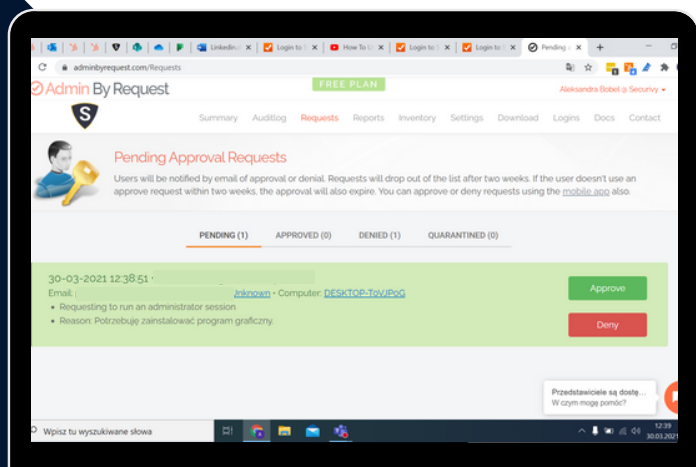 Linkedin
Login to
How To U
Login to
Login to
Pending A
adminbyrequest.com/Requests
Admin By Request
FREE PLAN
Aleksandra Bobel @ Securivy
S
Summary Auditlog Requests Reports Inventory Settings Download Logins Docs Contact
Pending Approval Requests
Users will be notified by email of approval or denial. Requests will drop out of the list after two weeks. If the user doesn't use an
approve request within two weeks, the approval will also expire. You can approve or deny requests using the mobile app also.
PENDING (1) APPROVED (0) DENIED (1) QUARANTINED (0)
30-03-2021 12:38:51 •
Email: Unknown • Computer: DESKTOP-T0VJP0G
• Requesting to run an administrator session
• Reason: Potrzebuję zainstalować program graficzny.
Approve
Deny
Przedstawiciele są dostę...
W czym mogę pomóc?
Wpisz tu wyszukiwane słowa
12:39
30.03.2021